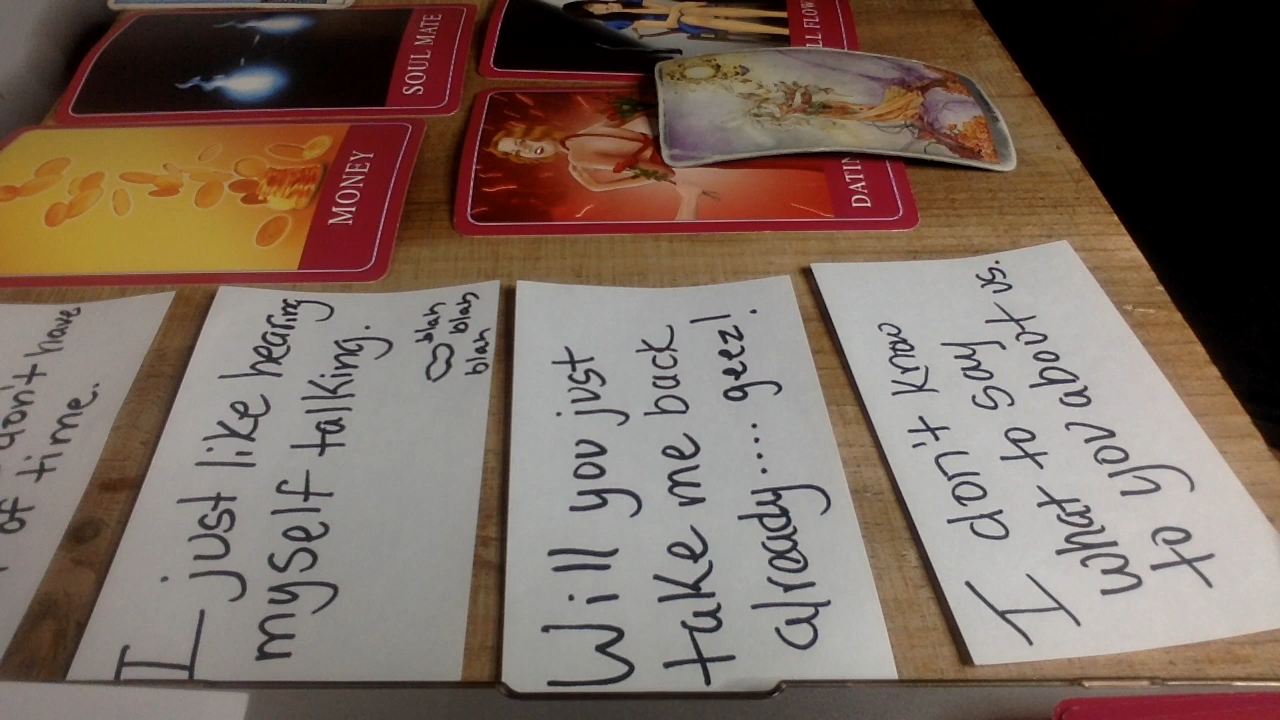 SOUL MATE
LL FLOW
MONEY
DATIN
don't have
of time.
I just like hearing
myself talking.
blah
blah
blah
Will you just
take me back
already.... geez!
I don't know
what to say
to you about us.